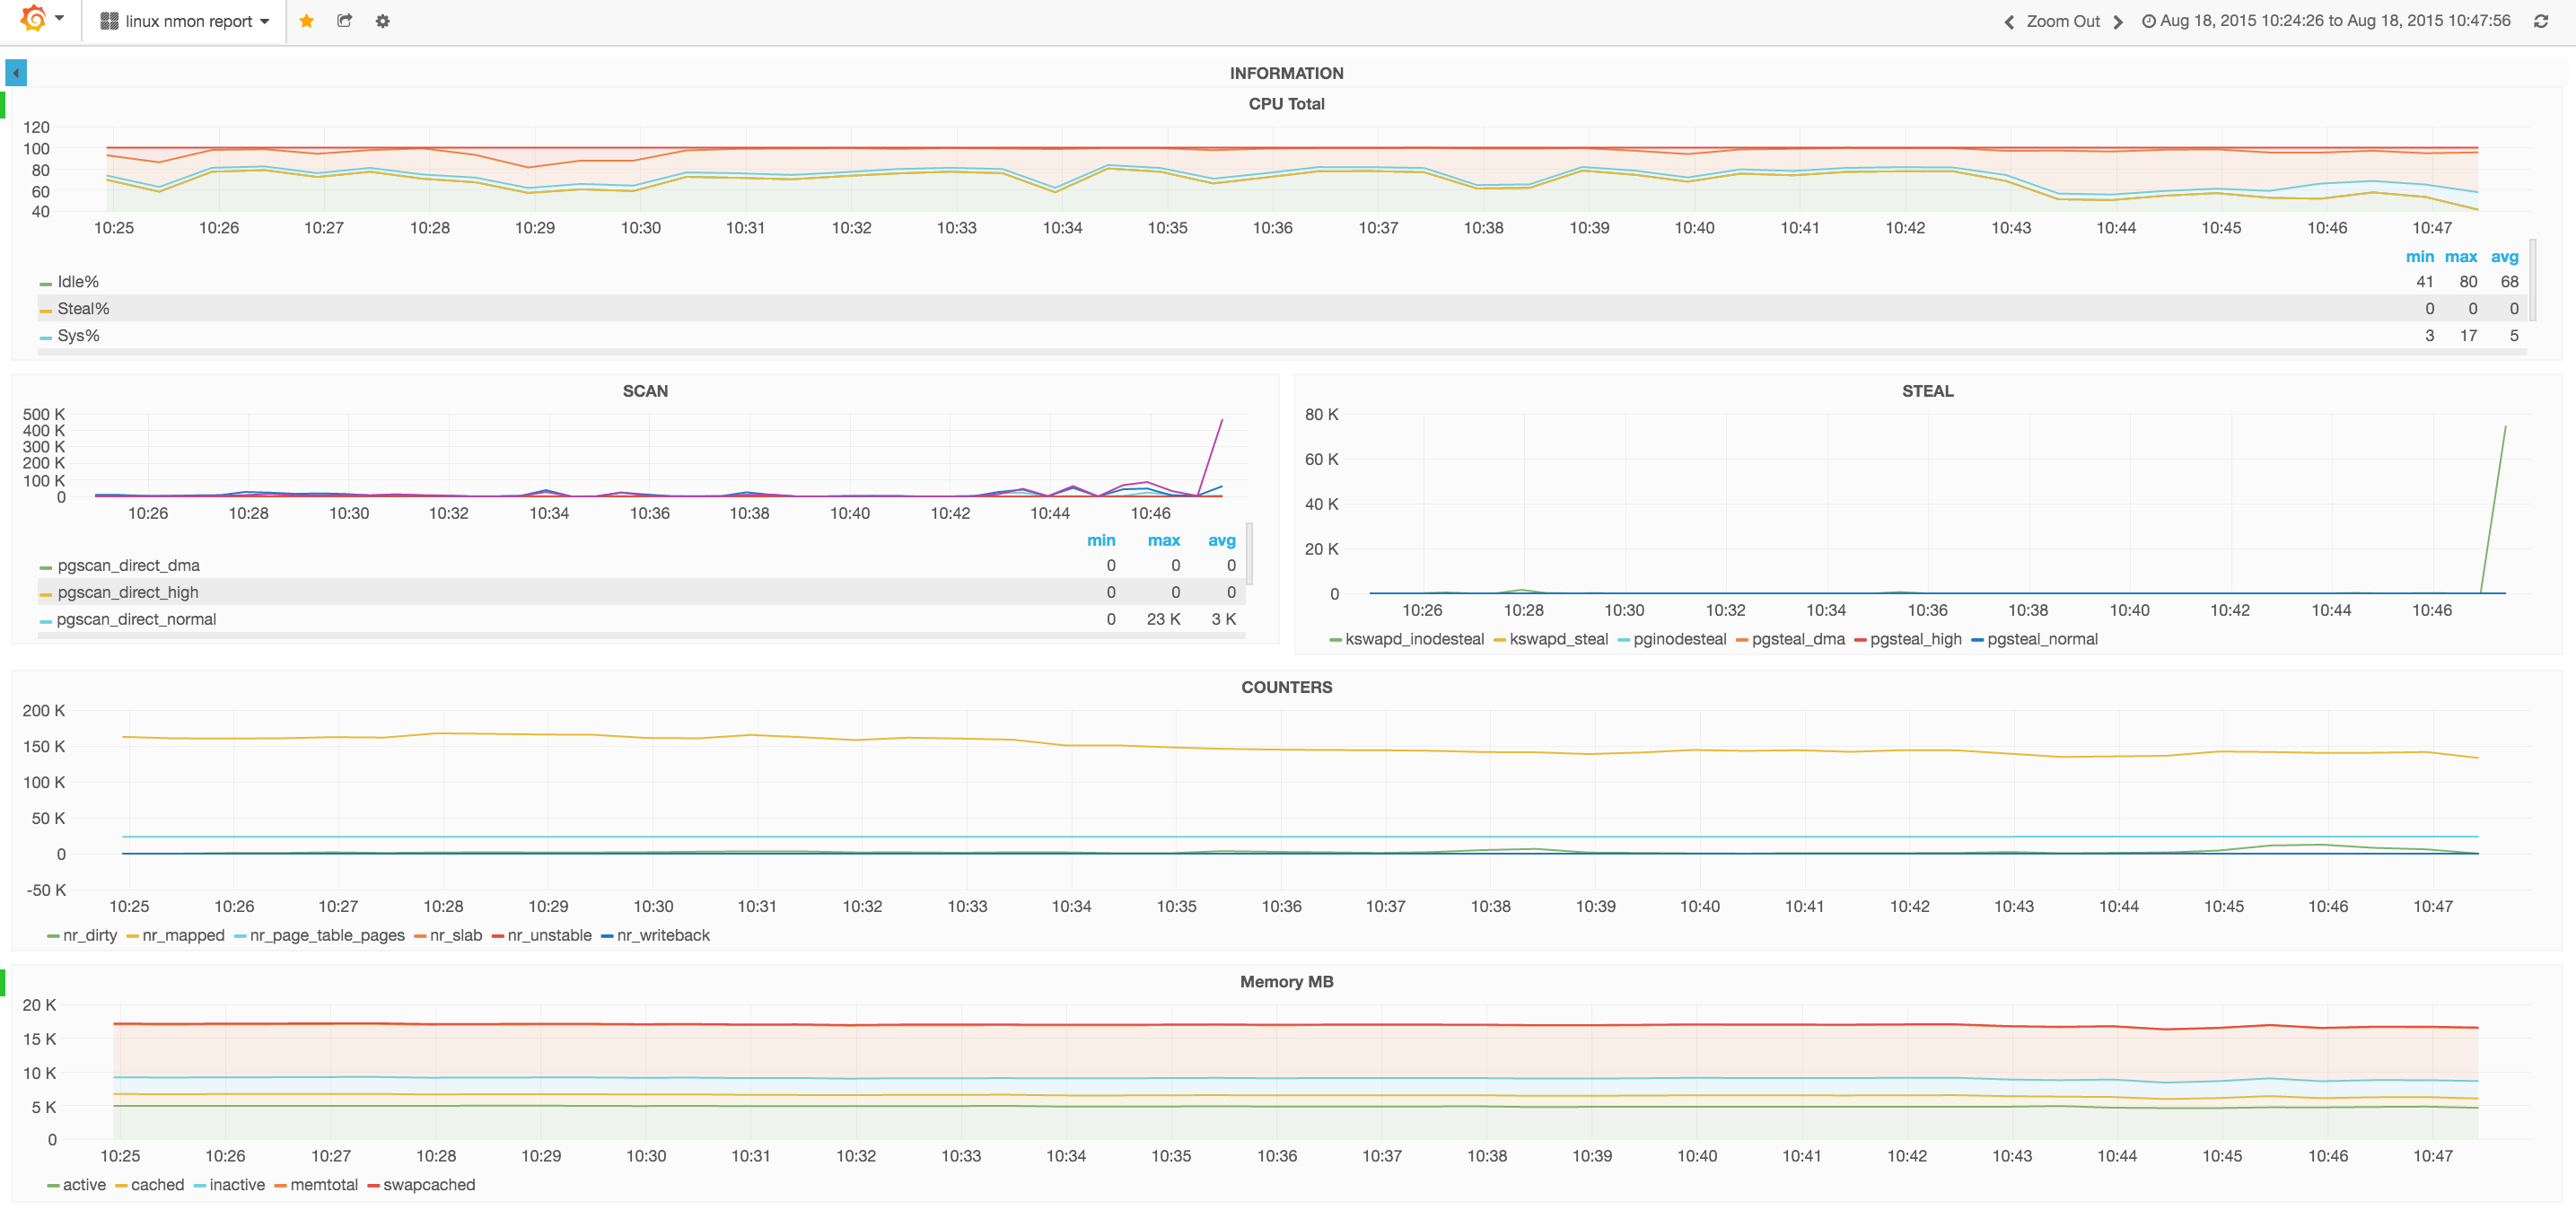 linux nmon report
Zoom Out
Aug 18, 2015 10:24:26 to Aug 18, 2015 10:47:56
INFORMATION
CPU Total
120
100
80
60
40
10:25 10:26 10:27 10:28 10:29 10:30 10:31 10:32 10:33 10:34 10:35 10:36 10:37 10:38 10:39 10:40 10:41 10:42 10:43 10:44 10:45 10:46 10:47
min max avg
Idle% 41 80 68
Steal% 0 0 0
Sys% 3 17 5
SCAN
500 K
400 K
300 K
200 K
100 K
0
10:26 10:28 10:30 10:32 10:34 10:36 10:38 10:40 10:42 10:44 10:46
min max avg
pgscan_direct_dma 0 0 0
pgscan_direct_high 0 0 0
pgscan_direct_normal 0 23 K 3 K
STEAL
80 K
60 K
40 K
20 K
0
10:26 10:28 10:30 10:32 10:34 10:36 10:38 10:40 10:42 10:44 10:46
kswapd_inodesteal kswapd_steal pginodesteal pgsteal_dma pgsteal_high pgsteal_normal
COUNTERS
200 K
150 K
100 K
50 K
0
-50 K
10:25 10:26 10:27 10:28 10:29 10:30 10:31 10:32 10:33 10:34 10:35 10:36 10:37 10:38 10:39 10:40 10:41 10:42 10:43 10:44 10:45 10:46 10:47
nr_dirty nr_mapped nr_page_table_pages nr_slab nr_unstable nr_writeback
Memory MB
20 K
15 K
10 K
5 K
0
10:25 10:26 10:27 10:28 10:29 10:30 10:31 10:32 10:33 10:34 10:35 10:36 10:37 10:38 10:39 10:40 10:41 10:42 10:43 10:44 10:45 10:46 10:47
active cached inactive memtotal swapcached